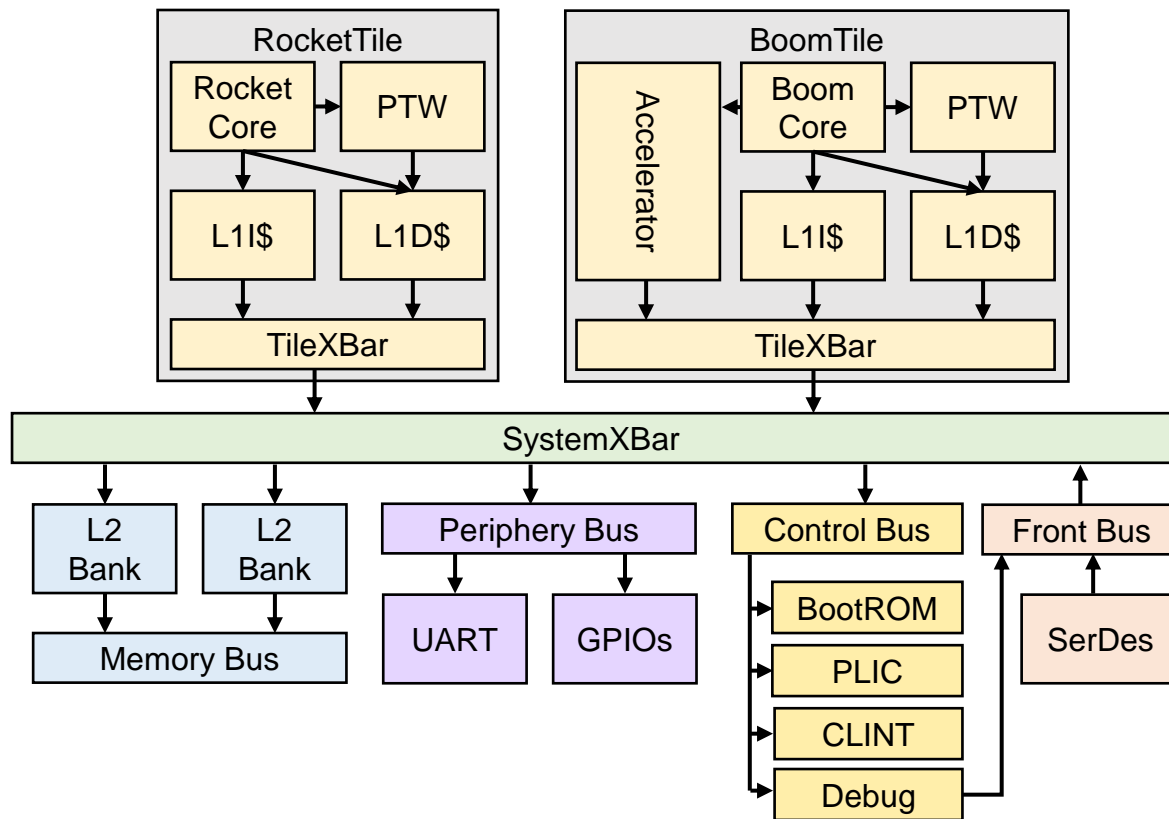 RocketTile
Rocket
Core
PTW
L1I$
L1D$
TileXBar
BoomTile
Accelerator
Boom
Core
PTW
L1I$
L1D$
TileXBar
SystemXBar
L2
Bank
L2
Bank
Memory Bus
Periphery Bus
UART
GPIOs
Control Bus
BootROM
PLIC
CLINT
Debug
Front Bus
SerDes